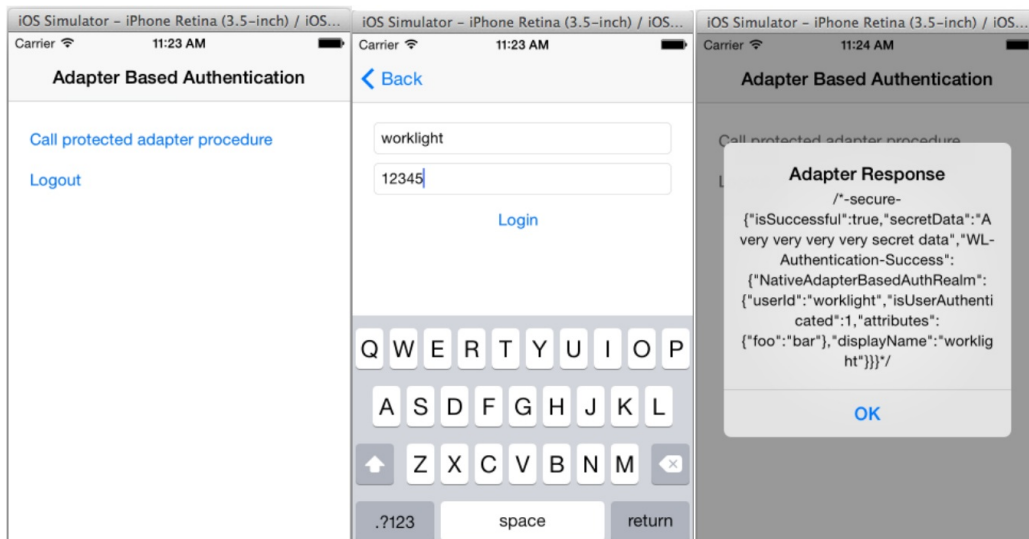 iOS Simulator – iPhone Retina (3.5–inch) / iOS...
Carrier
11:23 AM
Adapter Based Authentication
Call protected adapter procedure
Logout
iOS Simulator – iPhone Retina (3.5–inch) / iOS...
Carrier
11:23 AM
Back
worklight
12345
Login
Q W E R T Y U I O P
A S D F G H J K L
Z X C V B N M
.?123 space return
iOS Simulator – iPhone Retina (3.5–inch) / iOS...
Carrier
11:24 AM
Adapter Based Authentication
Call protected adapter procedure
L
Adapter Response
/*-secure-
{"isSuccessful":true,"secretData":"A
very very very very secret data","WL-
Authentication-Success":
{"NativeAdapterBasedAuthRealm":
{"userId":"worklight","isUserAuthenti
cated":1,"attributes":
{"foo":"bar"},"displayName":"worklig
ht"}}}*/
OK